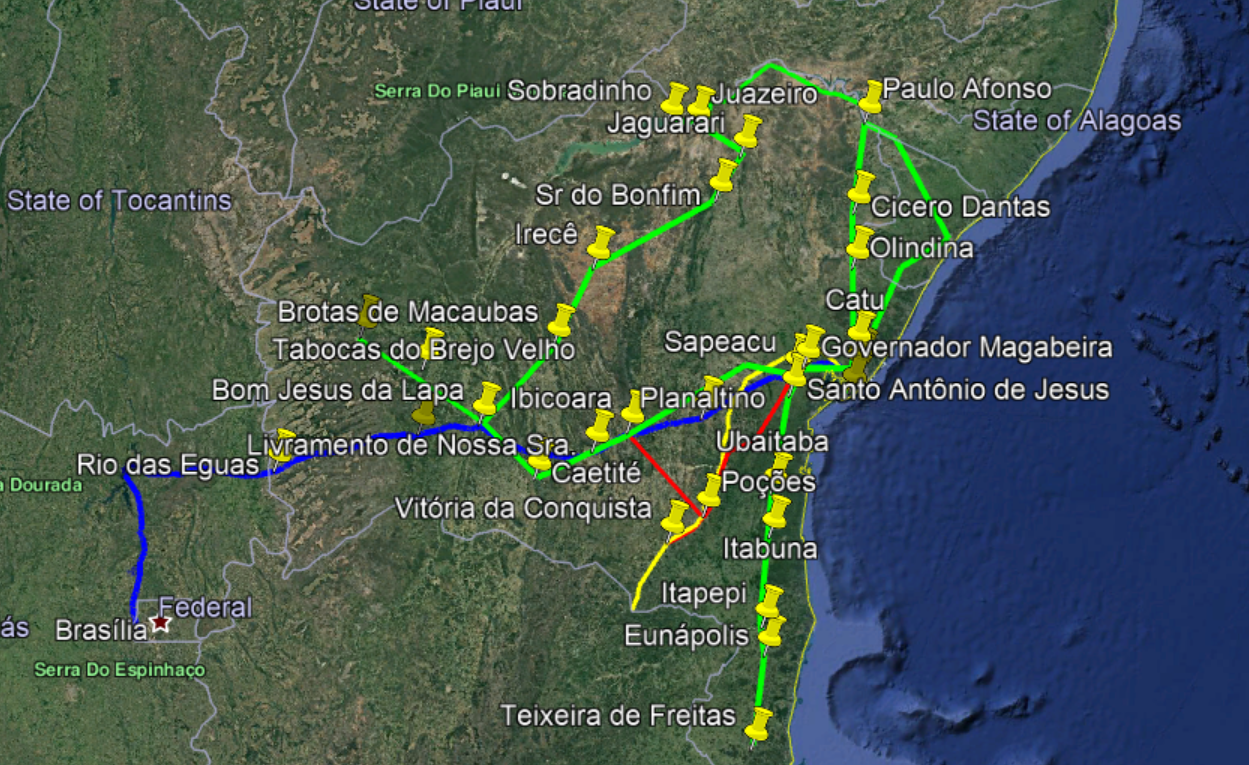 State of Piauí
Serra Do Piauí
Sobradinho
Juazeiro
Paulo Afonso
Jaguarari
State of Alagoas
State of Tocantins
Sr do Bonfim
Cicero Dantas
Irecê
Olindina
Brotas de Macaubas
Catu
Tabocas do Brejo Velho
Sapeacu
Governador Magabeira
Bom Jesus da Lapa
Ibicoara
Planaltino
Santo Antônio de Jesus
Livramento de Nossa Sra.
Ubaitaba
Rio das Eguas
Caetité
Poções
a Dourada
Vitória da Conquista
Itabuna
Itapepi
Federal
ás
Brasília
Eunápolis
Serra Do Espinhaço
Teixeira de Freitas